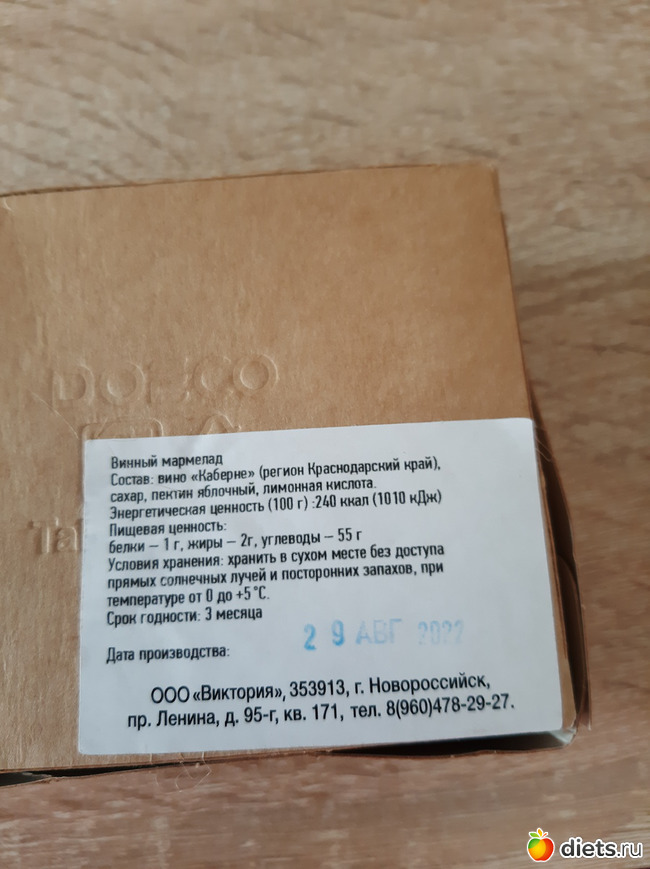 DOECO
Винный мармелад
Состав: вино «Каберне» (регион Краснодарский край),
сахар, пектин яблочный, лимонная кислота.
Энергетическая ценность (100 г) :240 ккал (1010 кДж)
Пищевая ценность:
белки – 1 г, жиры – 2г, углеводы – 55 г
Условия хранения: хранить в сухом месте без доступа
прямых солнечных лучей и посторонних запахов, при
температуре от 0 до +5 °С.
Срок годности: 3 месяца
Дата производства: 29 АВГ 2022
ООО «Виктория», 353913, г. Новороссийск,
пр. Ленина, д. 95-г, кв. 171, тел. 8(960)478-29-27.
diets.ru